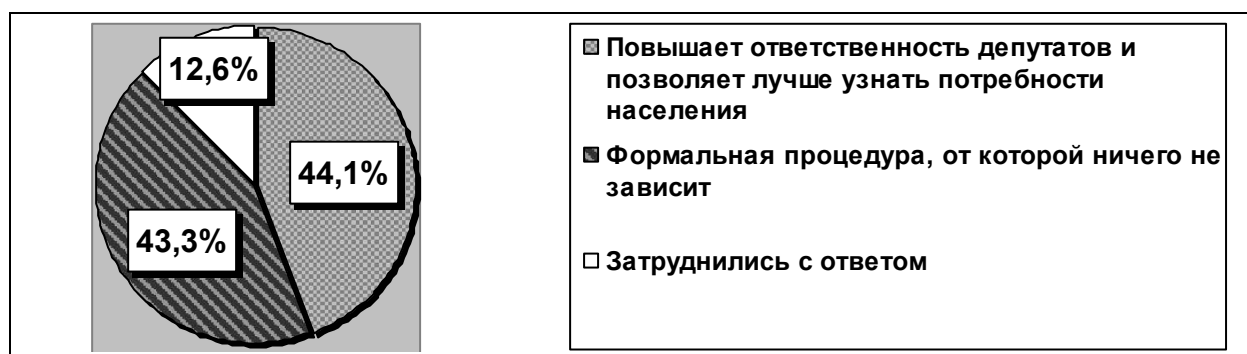 12,6%
44,1%
43,3%
Повышает ответственность депутатов и
позволяет лучше узнать потребности
населения
Формальная процедура, от которой ничего не
зависит
Затруднились с ответом